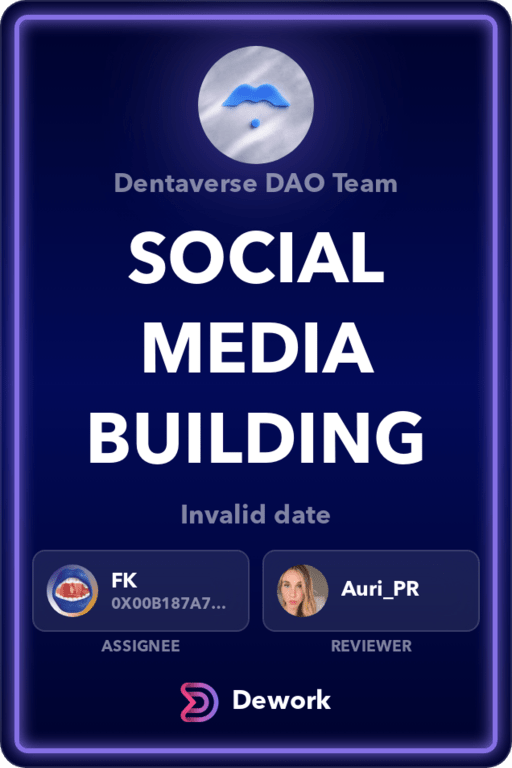 Dentaverse DAO Team
SOCIAL
MEDIA
BUILDING
Invalid date
FK
0X00B187A7...
Auri_PR
ASSIGNEE
REVIEWER
Dework